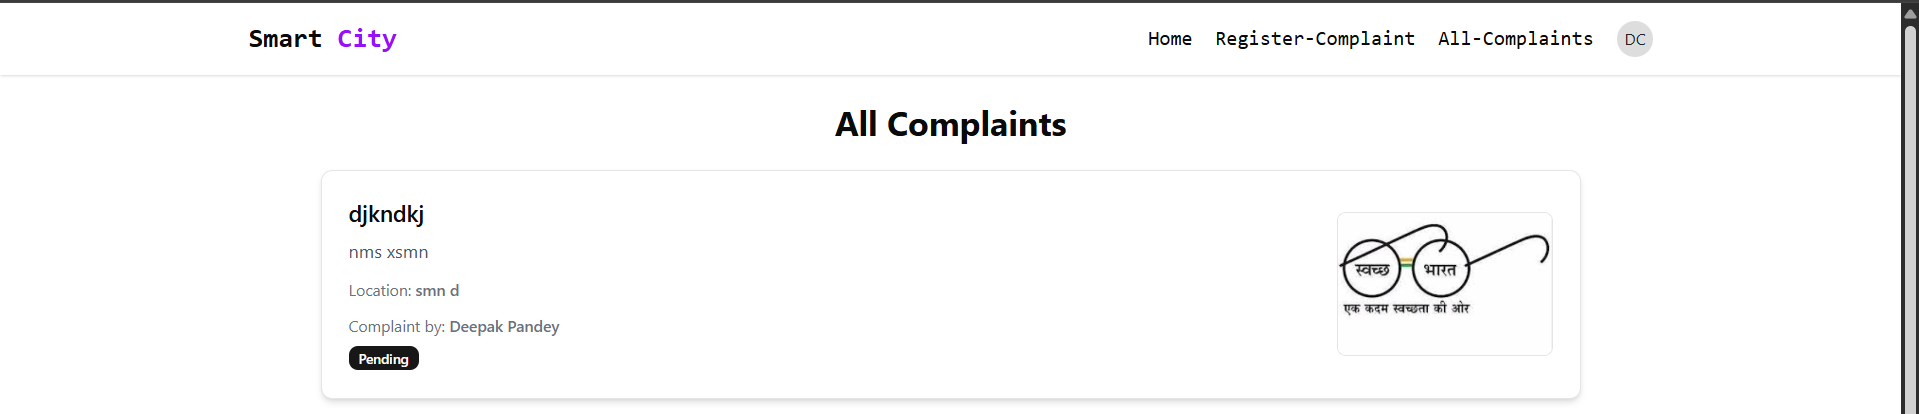 Smart City
Home Register-Complaint All-Complaints DC
All Complaints
djkndkj
nms xsmn
Location: smn d
Complaint by: Deepak Pandey
Pending
स्वच्छ भारत
एक कदम स्वच्छता की ओर